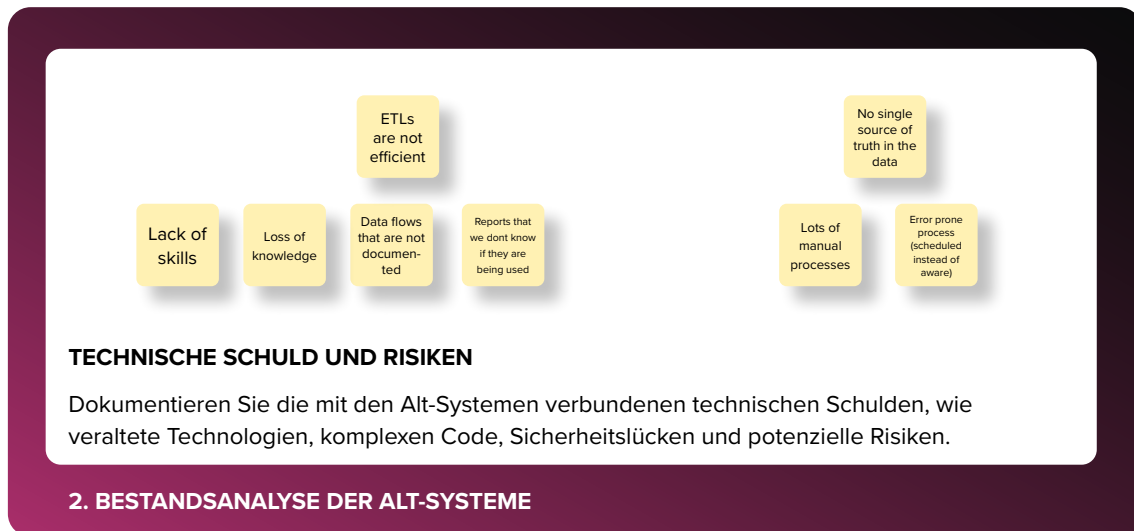 ETLs
are not
efficient
No single
source of
truth in the
data
Lack of
skills
Loss of
knowledge
Data flows
that are not
documen-
ted
Reports that
we dont know
if they are
being used
Lots of
manual
processes
Error prone
process
(scheduled
instead of
aware)
TECHNISCHE SCHULD UND RISIKEN
Dokumentieren Sie die mit den Alt-Systemen verbundenen technischen Schulden, wie
veraltete Technologien, komplexen Code, Sicherheitslücken und potenzielle Risiken.
2. BESTANDSANALYSE DER ALT-SYSTEME